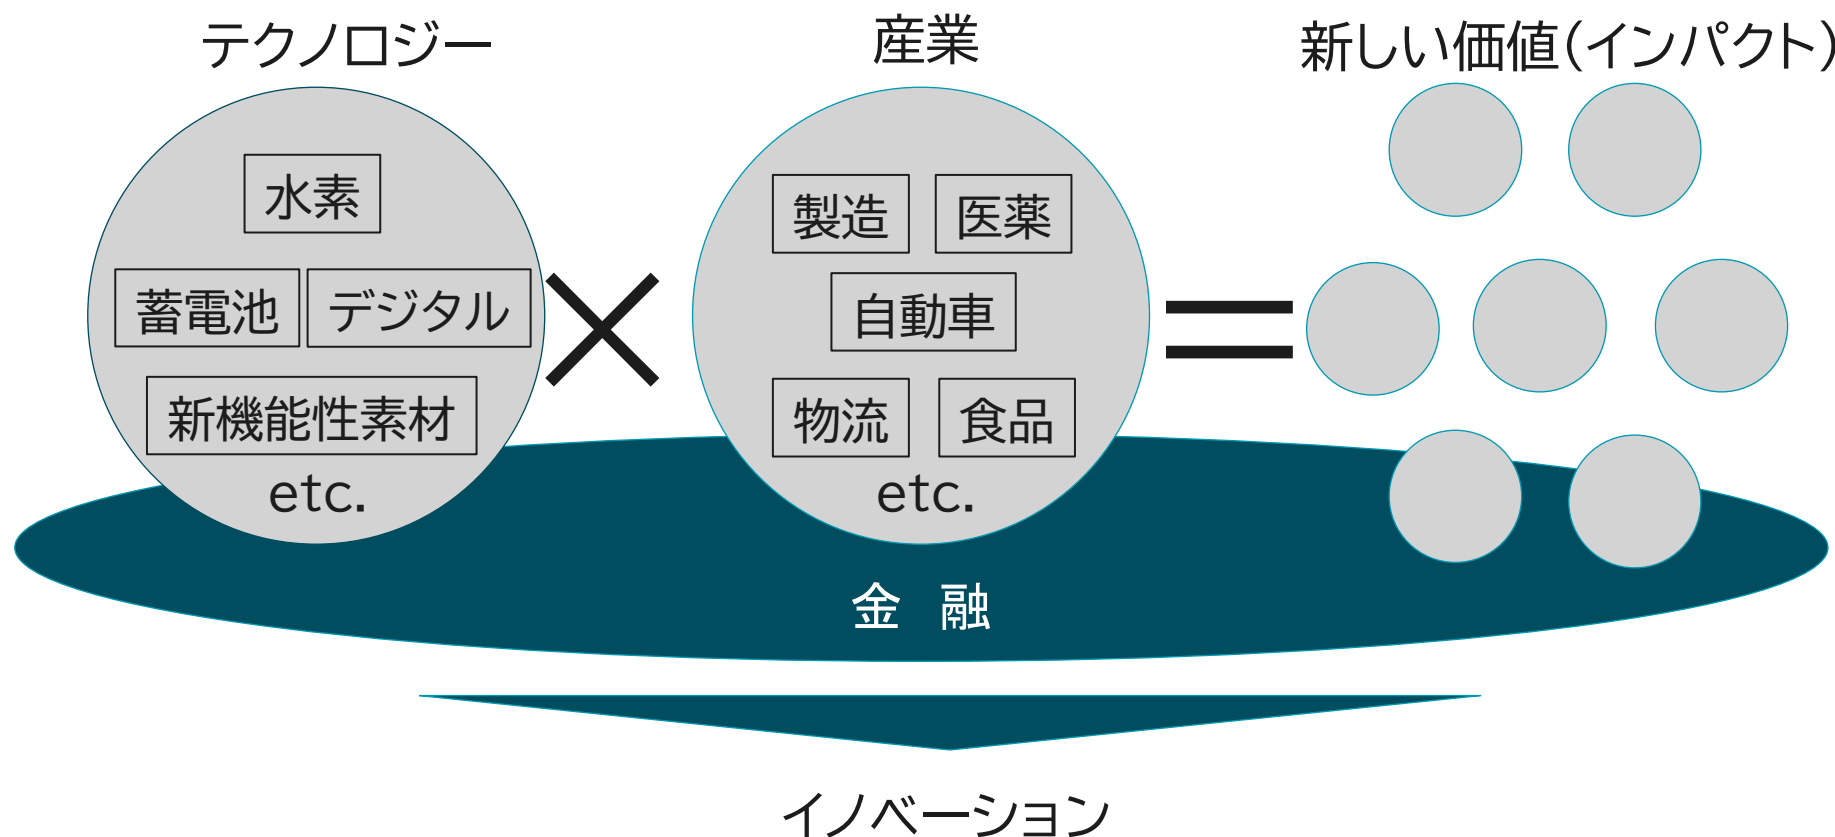 テクノロジー
産業
新しい価値(インパクト)
水素
蓄電池 デジタル
新機能性素材
etc.
×
製造 医薬
自動車
物流 食品
etc.
=
金 融
イノベーション